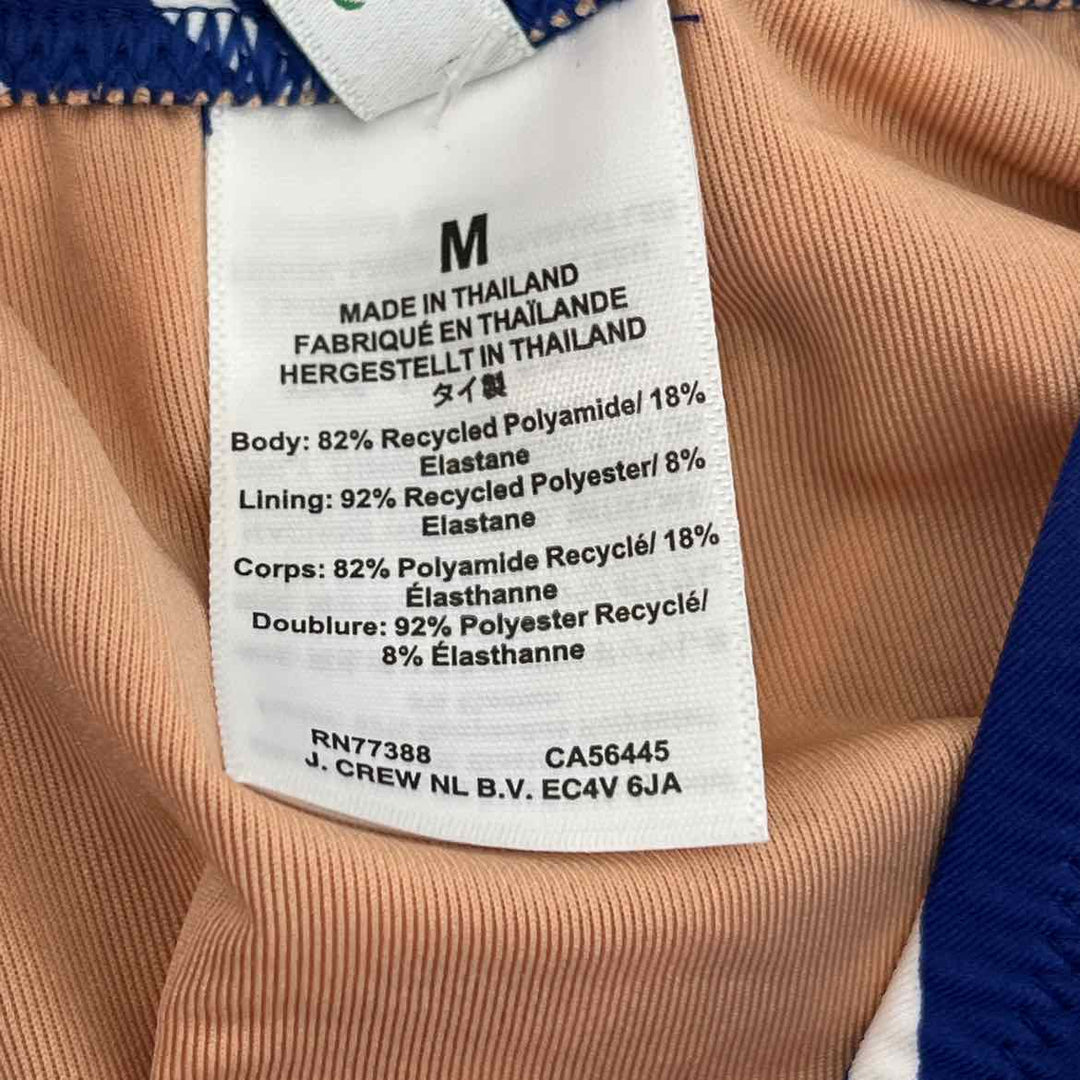 M
MADE IN THAILAND
FABRIQUÉ EN THAÏLANDE
HERGESTELLT IN THAILAND
タイ製
Body: 82% Recycled Polyamide/ 18%
Elastane
Lining: 92% Recycled Polyester/ 8%
Elastane
Corps: 82% Polyamide Recyclé/ 18%
Élasthanne
Doublure: 92% Polyester Recyclé/
8% Élasthanne
RN77388 CA56445
J. CREW NL B.V. EC4V 6JA